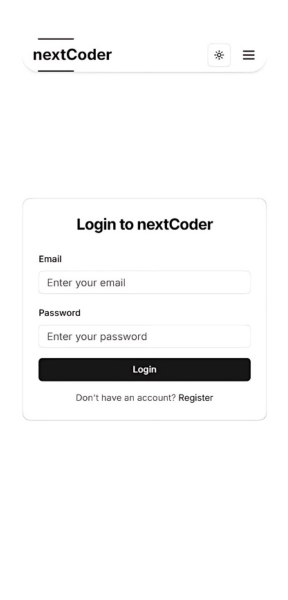 nextCoder
Login to nextCoder
Email
Enter your email
Password
Enter your password
Login
Don't have an account? Register